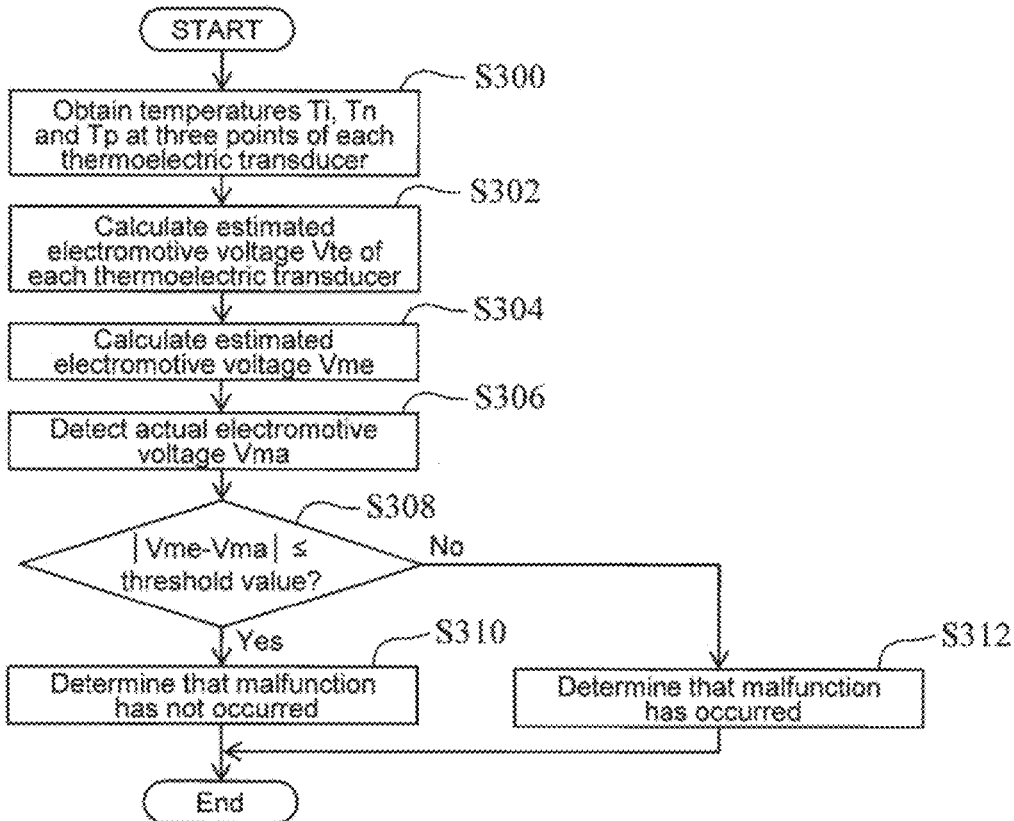 START
S300
Obtain temperatures Ti, Tn
and Tp at three points of each
thermoelectric transducer
S302
Calculate estimated
electromotive voltage Vte of
each thermoelectric transducer
S304
Calculate estimated
electromotive voltage Vme
S306
Detect actual electromotive
voltage Vma
S308
|Vme-Vma| ≤
threshold value?
No
Yes
S310
Determine that malfunction
has not occurred
S312
Determine that malfunction
has occurred
End